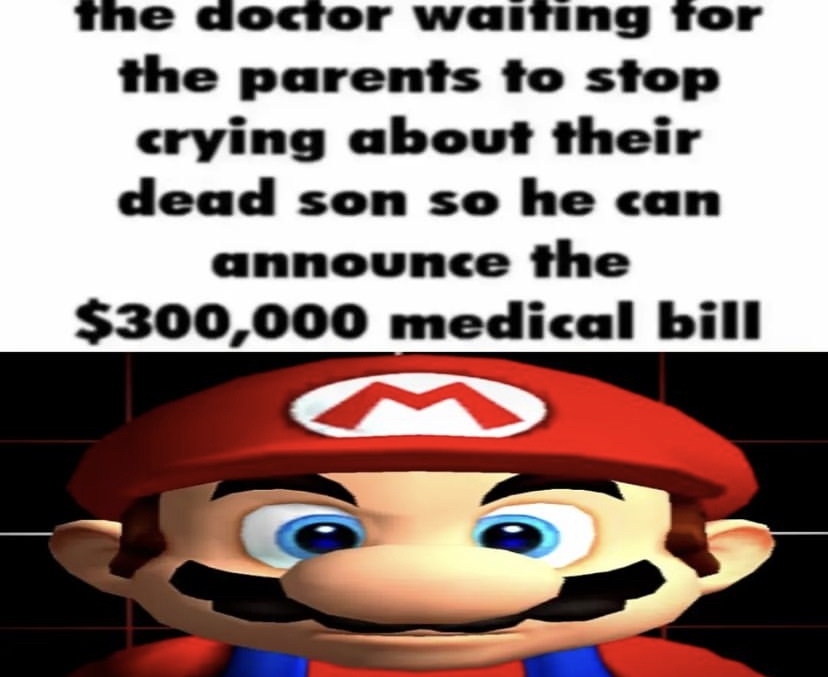 the doctor waiting for
the parents to stop
crying about their
dead son so he can
announce the
$300,000 medical bill
M